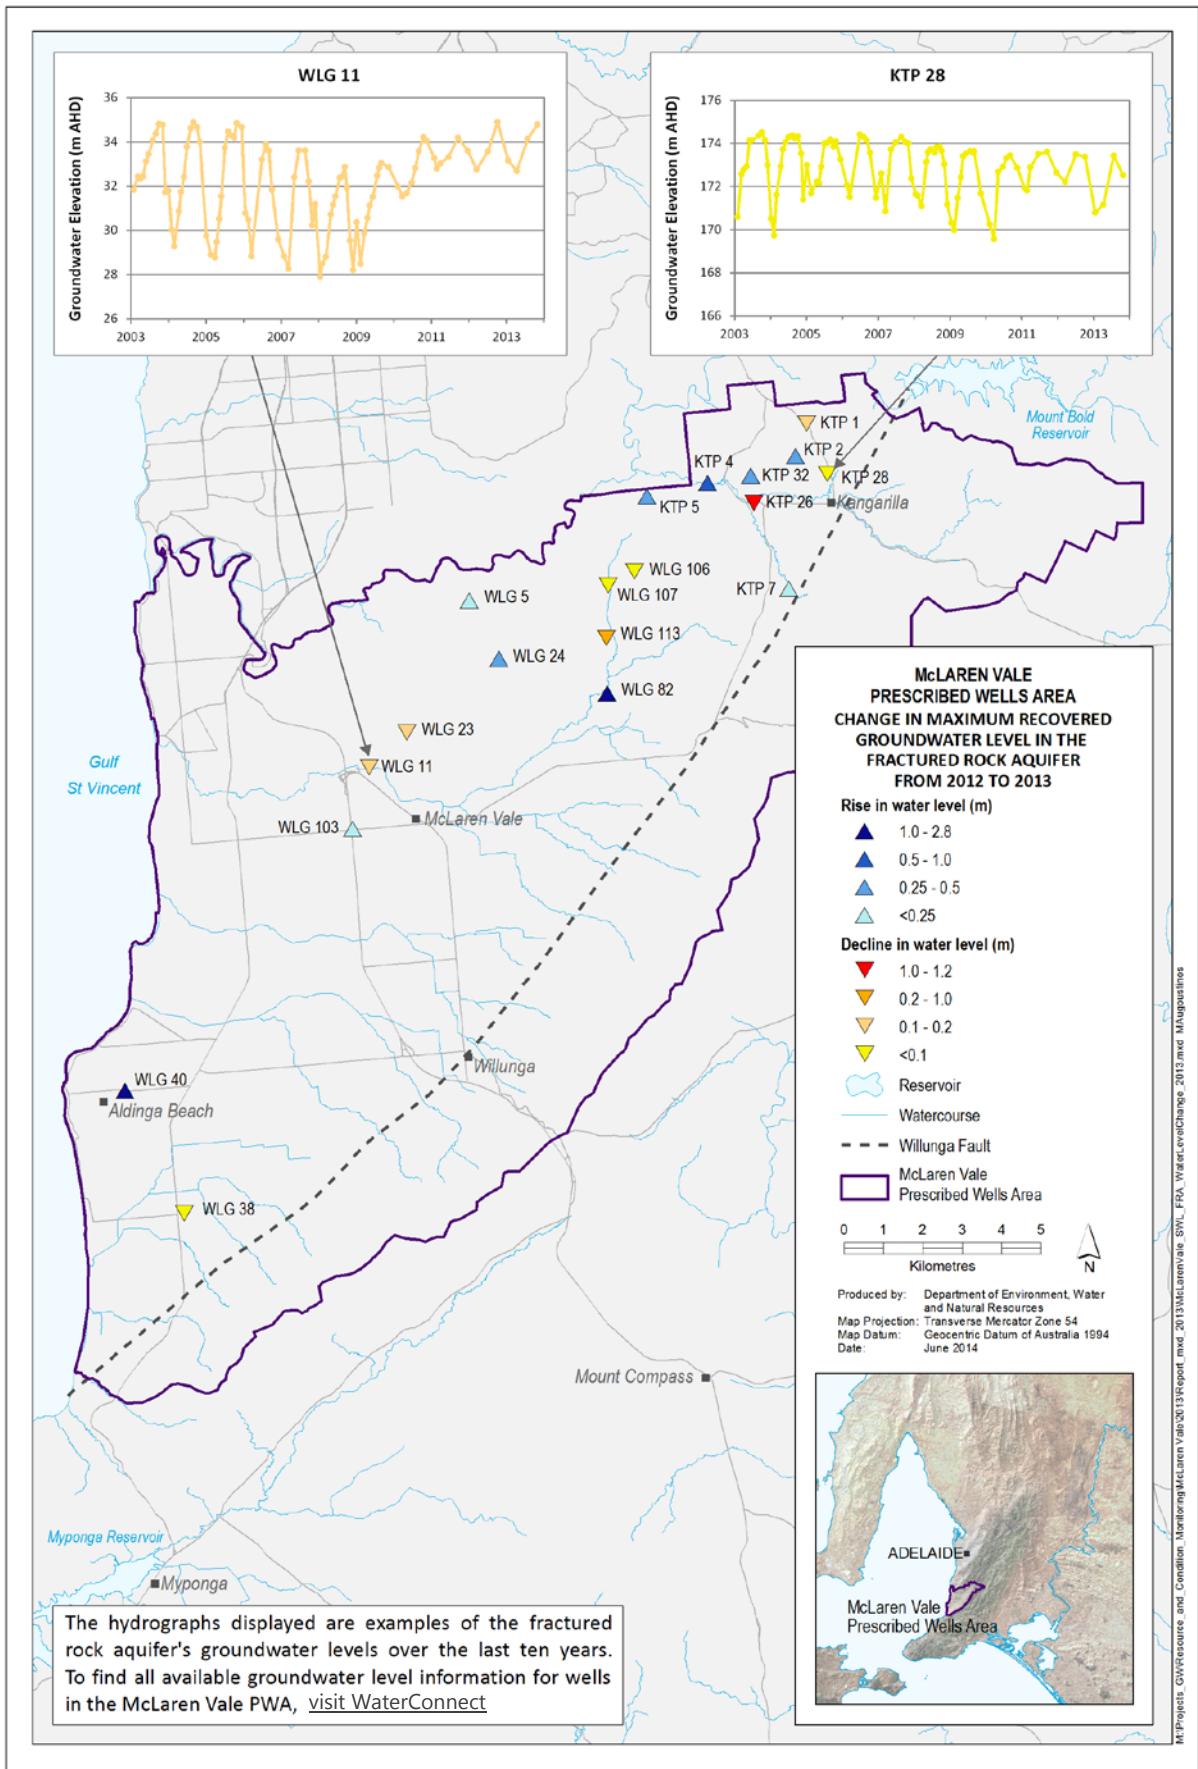 WLG 11
Groundwater Elevation (m AHD)
36
34
32
30
28
26
2003
2005
2007
2009
2011
2013
KTP 28
Groundwater Elevation (m AHD)
176
174
172
170
168
166
2003
2005
2007
2009
2011
2013
Mount Bold
Reservoir
KTP 1
KTP 2
KTP 4
KTP 32
KTP 28
KTP 5
KTP 26
Kangarilla
WLG 106
KTP 7
WLG 107
WLG 5
WLG 113
WLG 24
WLG 82
WLG 23
Gulf
St Vincent
WLG 11
WLG 103
McLaren Vale
Willunga
WLG 40
Aldinga Beach
WLG 38
Mount Compass
Myponga Reservoir
Myponga
McLAREN VALE
PRESCRIBED WELLS AREA
CHANGE IN MAXIMUM RECOVERED
GROUNDWATER LEVEL IN THE
FRACTURED ROCK AQUIFER
FROM 2012 TO 2013
Rise in water level (m)
1.0 - 2.8
0.5 - 1.0
0.25 - 0.5
<0.25
Decline in water level (m)
1.0 - 1.2
0.2 - 1.0
0.1 - 0.2
<0.1
Reservoir
Watercourse
Willunga Fault
McLaren Vale
Prescribed Wells Area
0 1 2 3 4 5
Kilometres
N
Produced by: Department of Environment, Water
and Natural Resources
Map Projection: Transverse Mercator Zone 54
Map Datum: Geocentric Datum of Australia 1994
Date: June 2014
ADELAIDE
McLaren Vale
Prescribed Wells Area
The hydrographs displayed are examples of the fractured
rock aquifer's groundwater levels over the last ten years.
To find all available groundwater level information for wells
in the McLaren Vale PWA, visit WaterConnect
M:\Projects_GW\Resource_and_Condition_Monitoring\McLaren Vale\2013\Report_mxd_2013\McLarenVale_SWL_FRA_WaterLevelChange_2013.mxd MAugoustinos